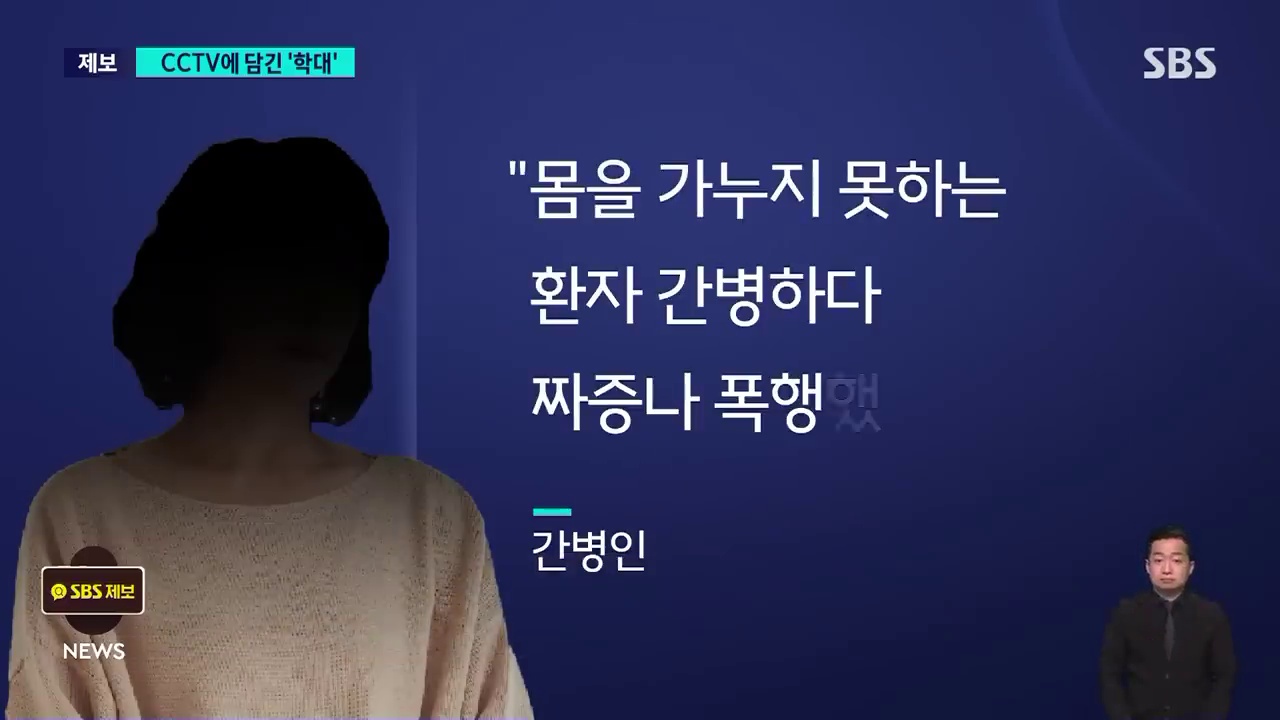 제보 CCTV에 담긴 '학대'
SBS
"몸을 가누지 못하는
환자 간병하다
짜증나 폭행했
간병인
SBS 제보
NEWS